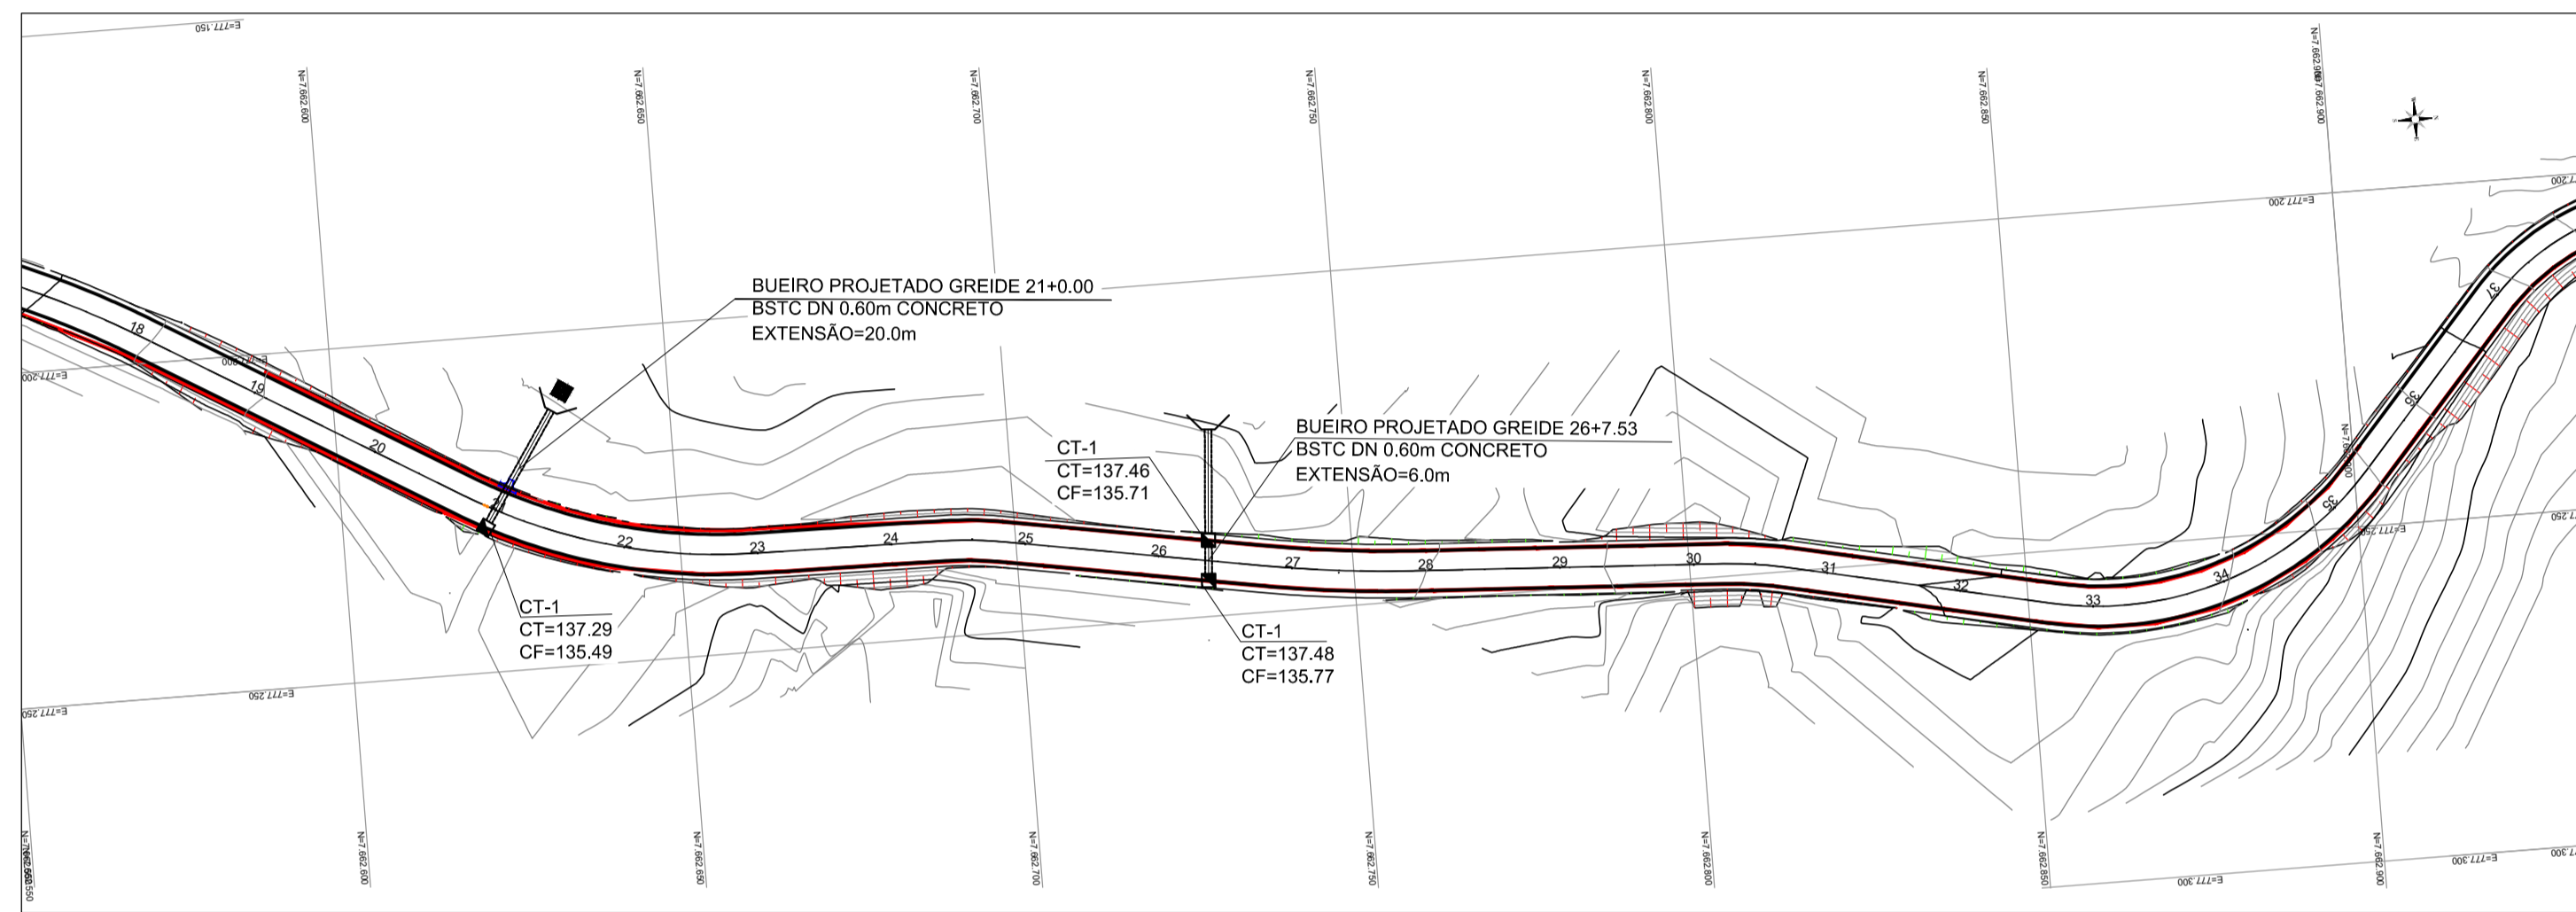 E=777.150
N=7.662.600
N=7.662.650
N=7.662.700
N=7.662.750
N=7.662.800
N=7.662.850
N=7.662.900
E=777.200
E=777.200
BUEIRO PROJETADO GREIDE 21+0.00
BSTC DN 0.60m CONCRETO
EXTENSÃO=20.0m
BUEIRO PROJETADO GREIDE 26+7.53
BSTC DN 0.60m CONCRETO
EXTENSÃO=6.0m
CT-1
CT=137.46
CF=135.71
CT-1
CT=137.29
CF=135.49
CT-1
CT=137.48
CF=135.77
18
19
20
22
23
24
25
26
27
28
29
30
31
32
33
34
35
36
37
E=777.250
E=777.250
E=777.250
N=7.662.600
N=7.662.650
N=7.662.700
N=7.662.750
N=7.662.800
N=7.662.850
N=7.662.900
E=777.300
E=777.300